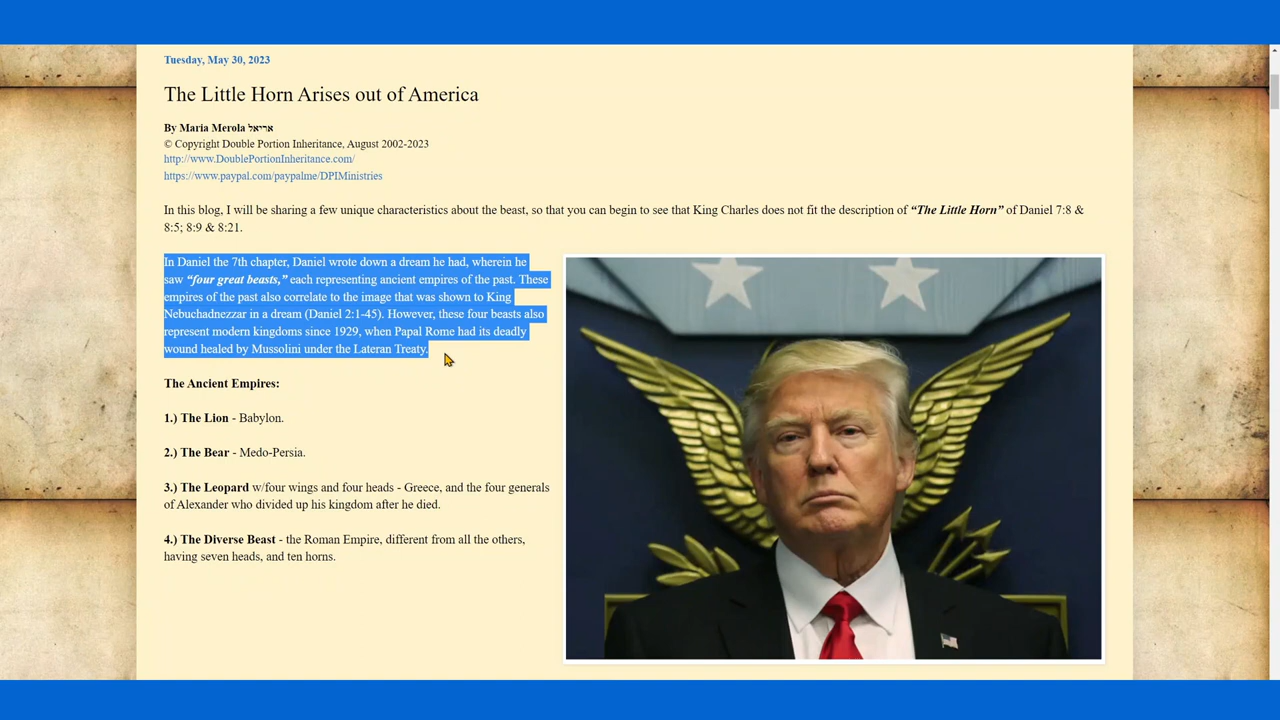 Tuesday, May 30, 2023
The Little Horn Arises out of America
By Maria Merola אריאל
© Copyright Double Portion Inheritance, August 2002-2023
http://www.DoublePortionInheritance.com/
https://www.paypal.com/paypalme/DPIMinistries
In this blog, I will be sharing a few unique characteristics about the beast, so that you can begin to see that King Charles does not fit the description of “The Little Horn” of Daniel 7:8 &
8:5; 8:9 & 8:21.
In Daniel the 7th chapter, Daniel wrote down a dream he had, wherein he
saw “four great beasts,” each representing ancient empires of the past. These
empires of the past also correlate to the image that was shown to King
Nebuchadnezzar in a dream (Daniel 2:1-45). However, these four beasts also
represent modern kingdoms since 1929, when Papal Rome had its deadly
wound healed by Mussolini under the Lateran Treaty.
The Ancient Empires:
1.) The Lion - Babylon.
2.) The Bear - Medo-Persia.
3.) The Leopard w/four wings and four heads - Greece, and the four generals
of Alexander who divided up his kingdom after he died.
4.) The Diverse Beast - the Roman Empire, different from all the others,
having seven heads, and ten horns.